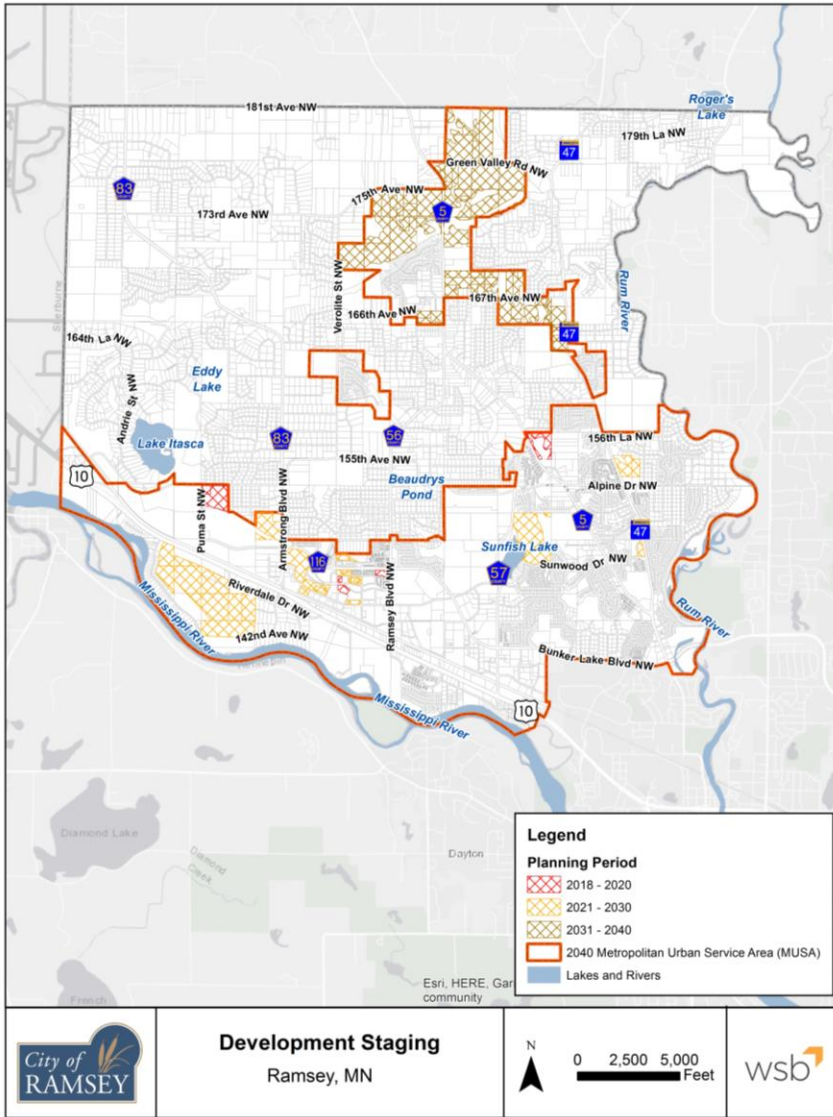 181st Ave NW
Roger's
Lake
179th La NW
47
Green Valley Rd NW
83
175th Ave NW
5
173rd Ave NW
Verolite St NW
Rum River
167th Ave NW
166th Ave NW
47
164th La NW
Andrie St NW
Eddy
Lake
Lake Itasca
83
56
156th La NW
155th Ave NW
10
Beaudrys
Pond
Alpine Dr NW
Puma St NW
Armstrong Blvd NW
5
47
116
Sunfish Lake
57
Sunwood Dr NW
Ramsey Blvd NW
Riverdale Dr NW
Mississippi River
142nd Ave NW
Rum River
Bunker Lake Blvd NW
Mississippi River
10
Diamond Lake
Diamond
Creek
Dayton
French
Legend
Planning Period
2018 - 2020
2021 - 2030
2031 - 2040
2040 Metropolitan Urban Service Area (MUSA)
Lakes and Rivers
Esri, HERE, Gar
community
City of
RAMSEY
Development Staging
Ramsey, MN
N
0 2,500 5,000
Feet
wsb